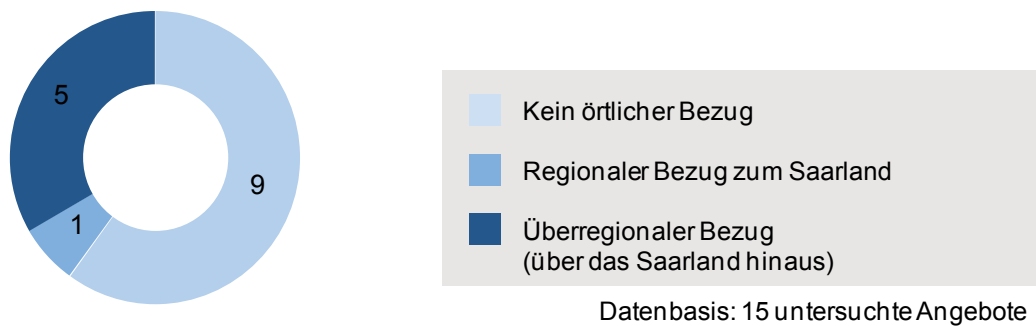 5
9
1
Kein örtlicher Bezug
Regionaler Bezug zum Saarland
Überregionaler Bezug
(über das Saarland hinaus)
Datenbasis: 15 untersuchte Angebote